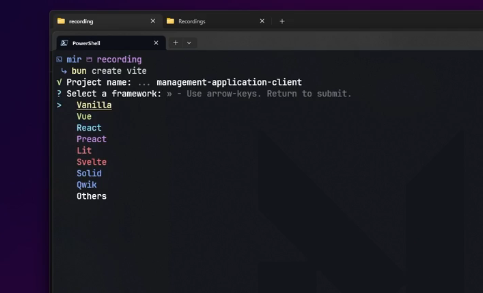 recording
Recordings
PowerShell
mir recording
bun create vite
√ Project name: ... management-application-client
? Select a framework: » - Use arrow-keys. Return to submit.
> Vanilla
Vue
React
Preact
Lit
Svelte
Solid
Qwik
Others